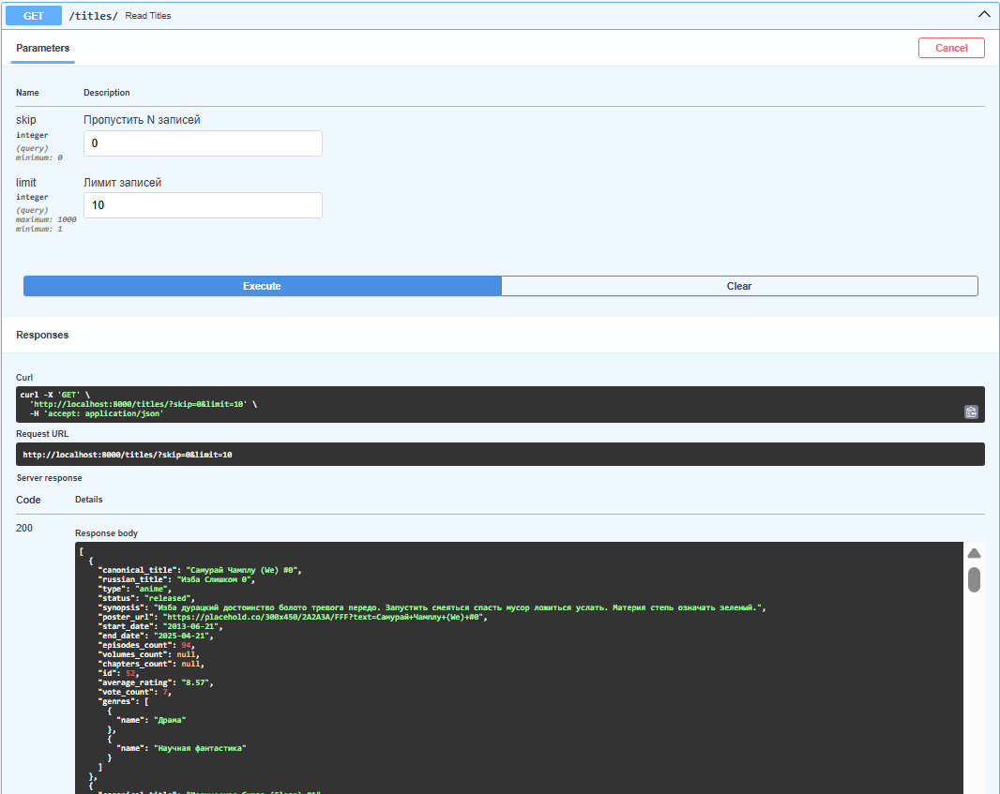 GET /titles/ Read Titles
Parameters
Cancel
Name Description
skip Пропустить N записей
integer
(query)
minimum: 0
0
limit Лимит записей
integer
(query)
maximum: 1000
minimum: 1
10
Execute Clear
Responses
Curl
curl -X 'GET' \
'http://localhost:8000/titles/?skip=0&limit=10' \
-H 'accept: application/json'
Request URL
http://localhost:8000/titles/?skip=0&limit=10
Server response
Code Details
200
Response body
[
{
"canonical_title": "Самурай Чамплу (We) #0",
"russian_title": "Изба Слишком 0",
"type": "anime",
"status": "released",
"synopsis": "Изба дурацкий достоинство болото тревога передо. Запустить смеяться спасть мусор ложиться услать. Материя степь означать зеленый.",
"poster_url": "https://placehold.co/300x450/2A2A3A/FFF?text=Самурай+Чамплу+(We)+#0",
"start_date": "2013-06-21",
"end_date": "2025-04-21",
"episodes_count": 94,
"volumes_count": null,
"chapters_count": null,
"id": 52,
"average_rating": "8.57",
"vote_count": 7,
"genres": [
{
"name": "Драма"
},
{
"name": "Научная фантастика"
}
]
},
{